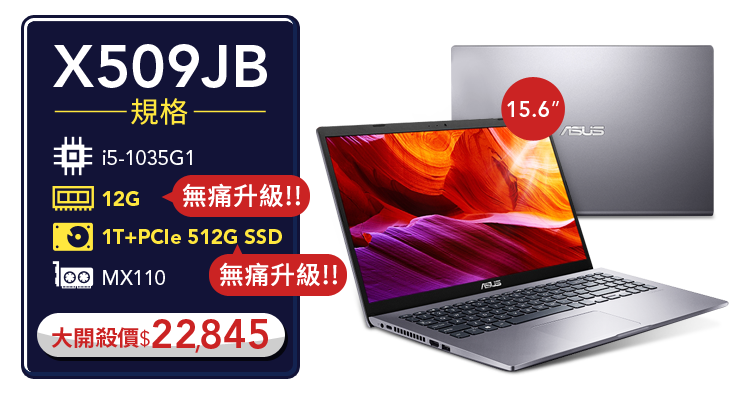 X509JB
規格
i5-1035G1
12G
無痛升級!!
1T+PCIe 512G SSD
MX110
無痛升級!!
大開殺價$22,845
15.6"
ASUS
ASUS